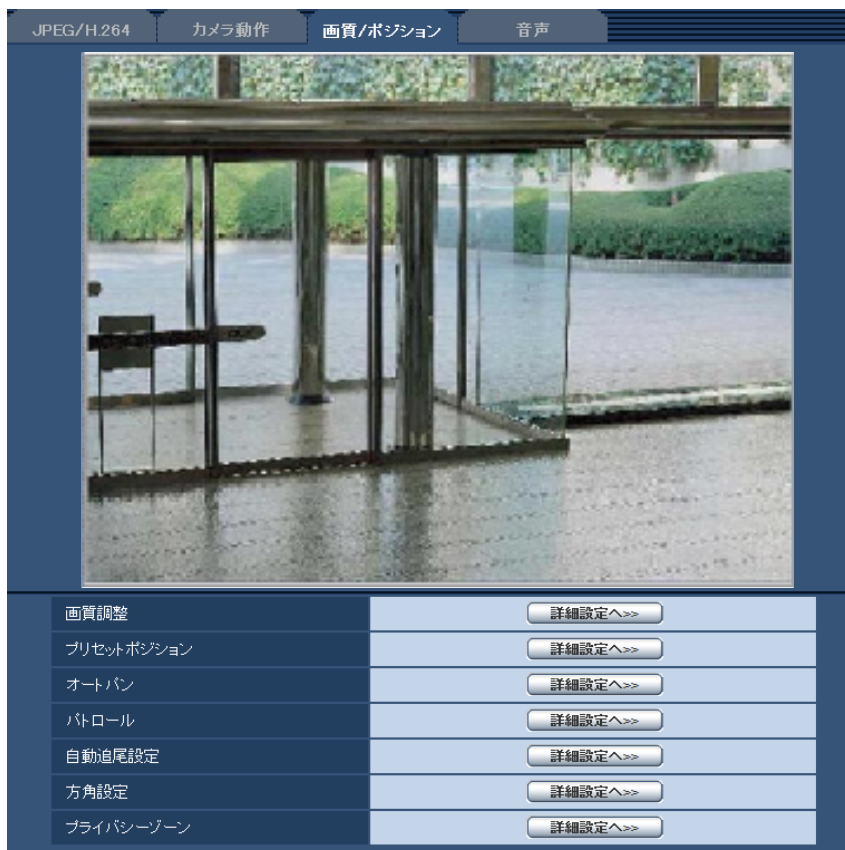 JPEG/H.264 カメラ動作 画質/ポジション 音声
画質調整 詳細設定へ>>
プリセットポジション 詳細設定へ>>
オートパン 詳細設定へ>>
パトロール 詳細設定へ>>
自動追尾設定 詳細設定へ>>
方角設定 詳細設定へ>>
プライバシーゾーン 詳細設定へ>>